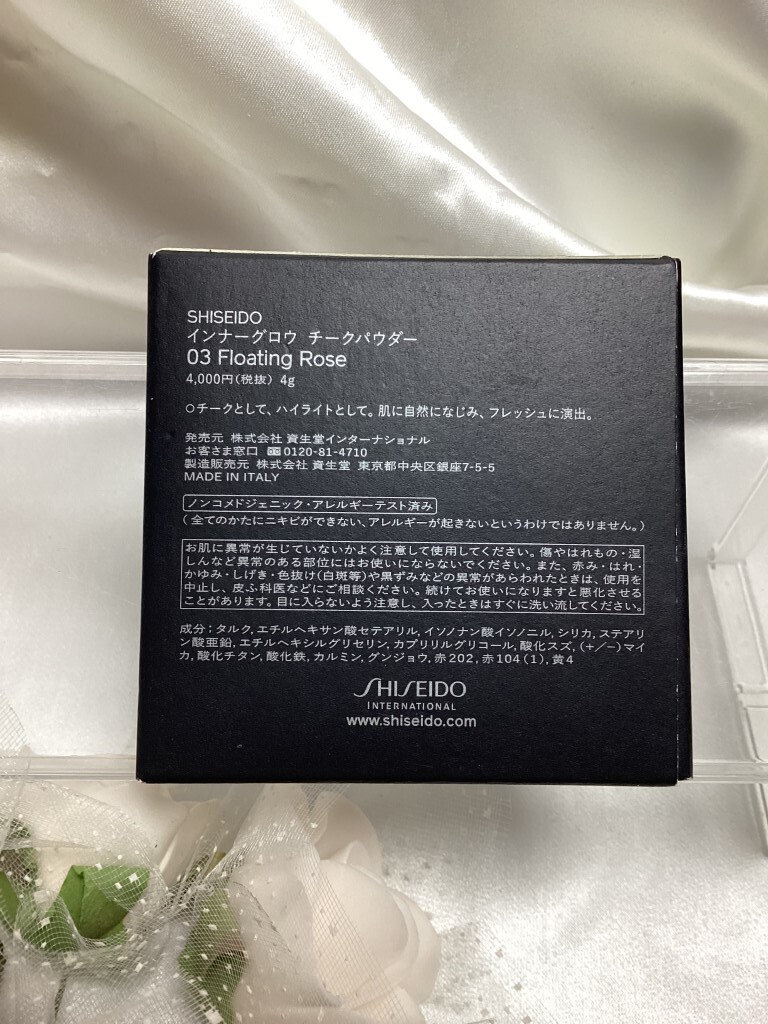 SHISEIDO
インナーグロウ チークパウダー
03 Floating Rose
4,000円(税抜) 4g
○チークとして、ハイライトとして。肌に自然になじみ、フレッシュに演出。
発売元 株式会社 資生堂インターナショナル
お客さま窓口 0120-81-4710
製造販売元 株式会社 資生堂 東京都中央区銀座7-5-5
MADE IN ITALY
ノンコメドジェニック・アレルギーテスト済み
(全てのかたにニキビができない、アレルギーが起きないというわけではありません。)
お肌に異常が生じていないかよく注意して使用してください。傷やはれもの・湿
しんなど異常のある部位にはお使いにならないでください。また、赤み・はれ・
かゆみ・しげき・色抜け(白斑等)や黒ずみなどの異常があらわれたときは、使用を
中止し、皮ふ科医などにご相談ください。続けてお使いになりますと悪化させる
ことがあります。目に入らないよう注意し、入ったときはすぐに洗い流してください。
成分：タルク, エチルヘキサン酸セテアリル, イソノナン酸イソノニル, シリカ, ステアリ
ン酸亜鉛, エチルヘキシルグリセリン, カプリリルグリコール, 酸化スズ, (+/−)マイ
カ, 酸化チタン, 酸化鉄, カルミン, グンジョウ, 赤202, 赤104(1), 黄4
SHISEIDO
INTERNATIONAL
www.shiseido.com